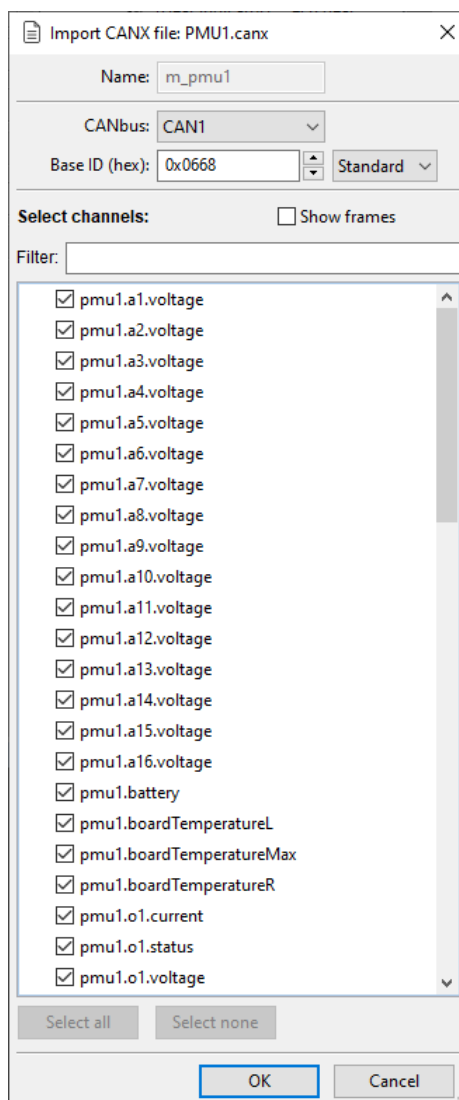 Import CANX file: PMU1.canx
Name: m_pmu1
CANbus: CAN1
Base ID (hex): 0x0668 Standard
Select channels: Show frames
Filter:
pmu1.a1.voltage
pmu1.a2.voltage
pmu1.a3.voltage
pmu1.a4.voltage
pmu1.a5.voltage
pmu1.a6.voltage
pmu1.a7.voltage
pmu1.a8.voltage
pmu1.a9.voltage
pmu1.a10.voltage
pmu1.a11.voltage
pmu1.a12.voltage
pmu1.a13.voltage
pmu1.a14.voltage
pmu1.a15.voltage
pmu1.a16.voltage
pmu1.battery
pmu1.boardTemperatureL
pmu1.boardTemperatureMax
pmu1.boardTemperatureR
pmu1.o1.current
pmu1.o1.status
pmu1.o1.voltage
Select all Select none
OK Cancel